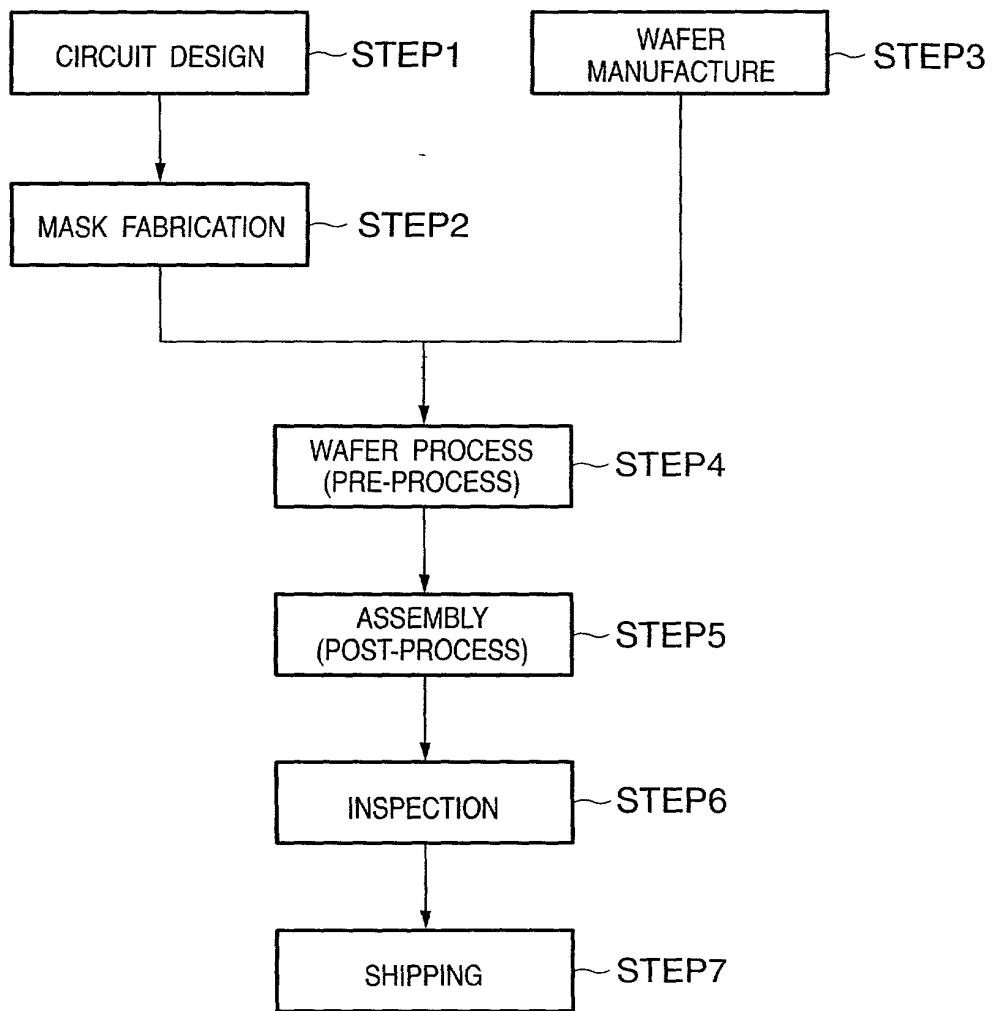 CIRCUIT DESIGN
STEP1
WAFER
MANUFACTURE
STEP3
MASK FABRICATION
STEP2
WAFER PROCESS
(PRE-PROCESS)
STEP4
ASSEMBLY
(POST-PROCESS)
STEP5
INSPECTION
STEP6
SHIPPING
STEP7